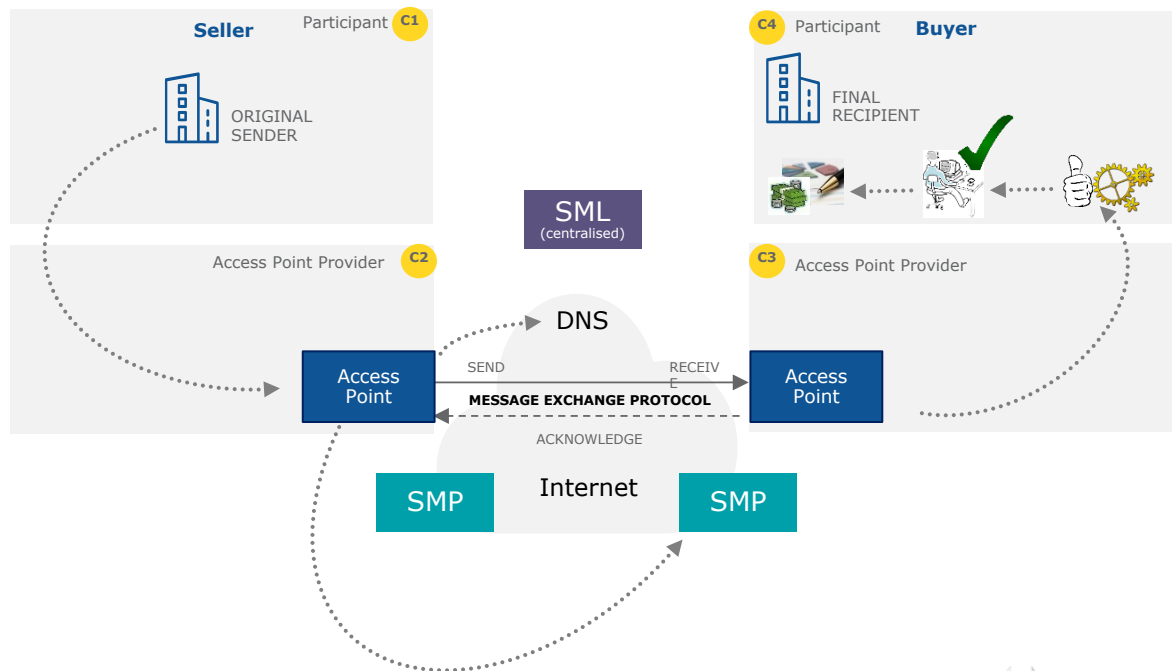 Seller
Participant
C1
C4
Participant
Buyer
ORIGINAL
SENDER
FINAL
RECIPIENT
SML
(centralised)
Access Point Provider
C2
C3
Access Point Provider
DNS
Access
Point
SEND
RECEIV
E
Access
Point
MESSAGE EXCHANGE PROTOCOL
ACKNOWLEDGE
Internet
SMP
SMP